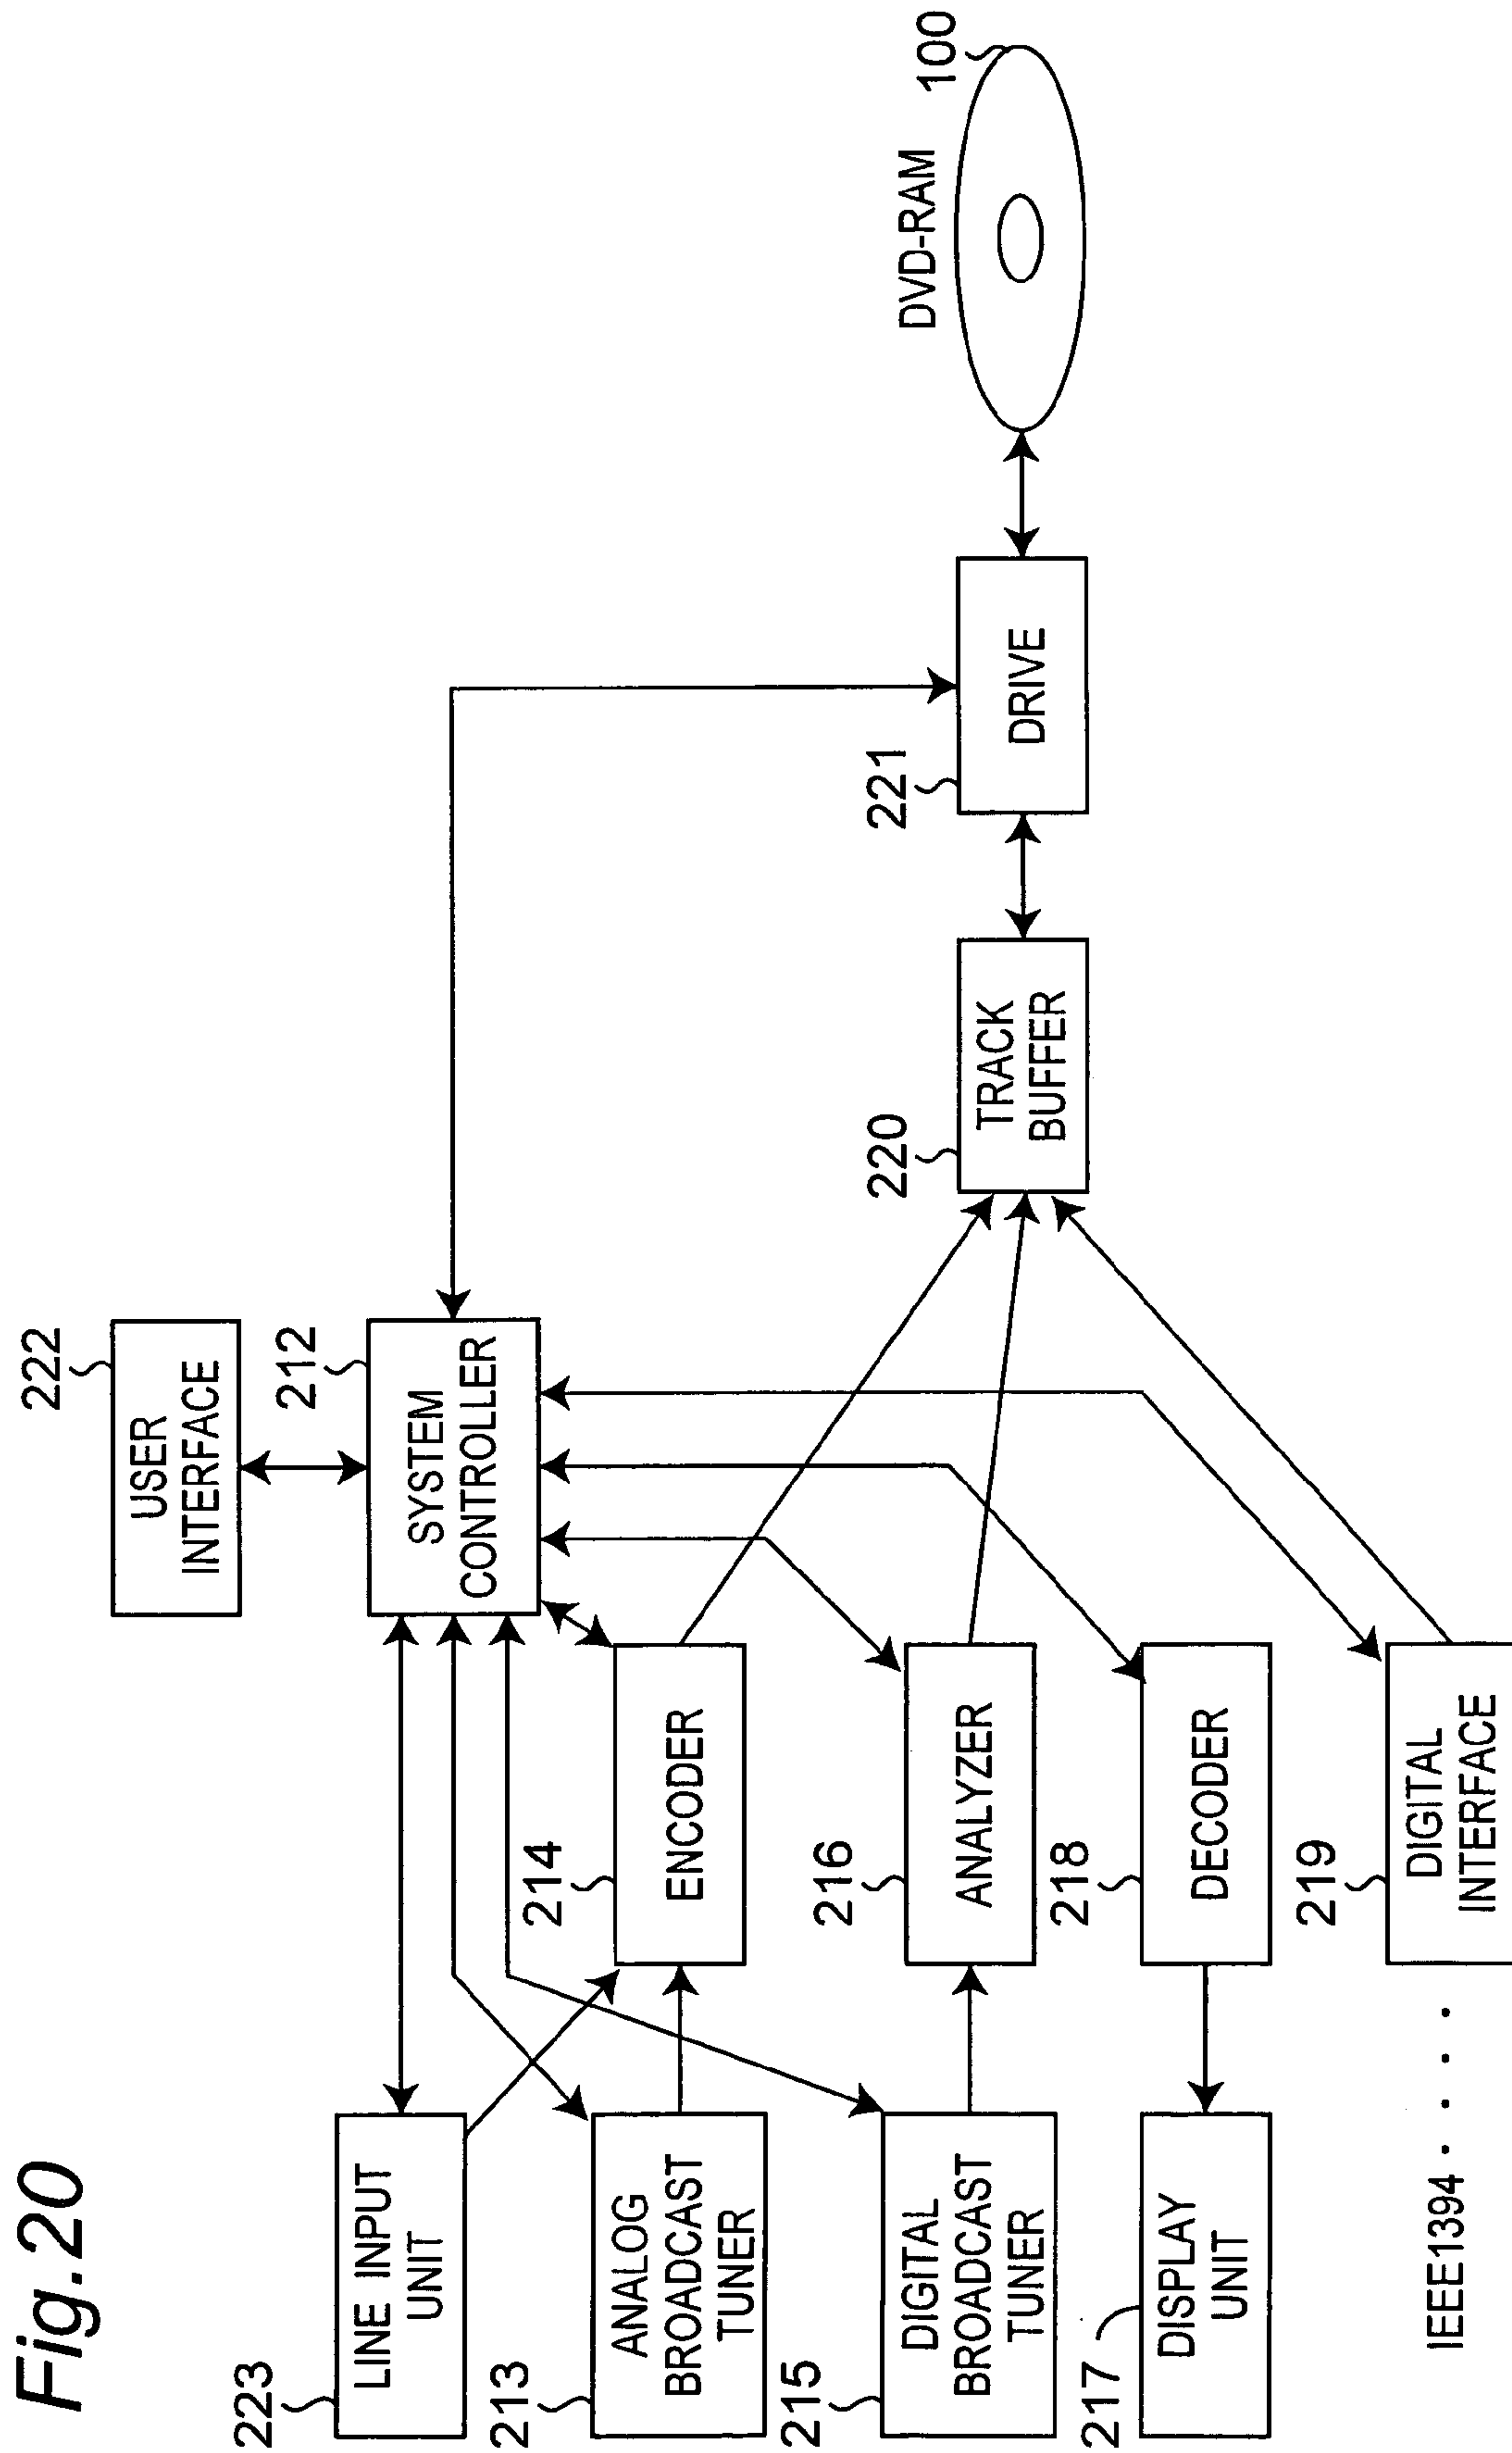 Fig.20
222
USER
INTERFACE
212
SYSTEM
CONTROLLER
223
LINE INPUT
UNIT
213
ANALOG
BROADCAST
TUNER
214
ENCODER
215
DIGITAL
BROADCAST
TUNER
216
ANALYZER
217
DISPLAY
UNIT
218
DECODER
IEEE1394 · · · ·
219
DIGITAL
INTERFACE
220
TRACK
BUFFER
221
DRIVE
DVD-RAM
100